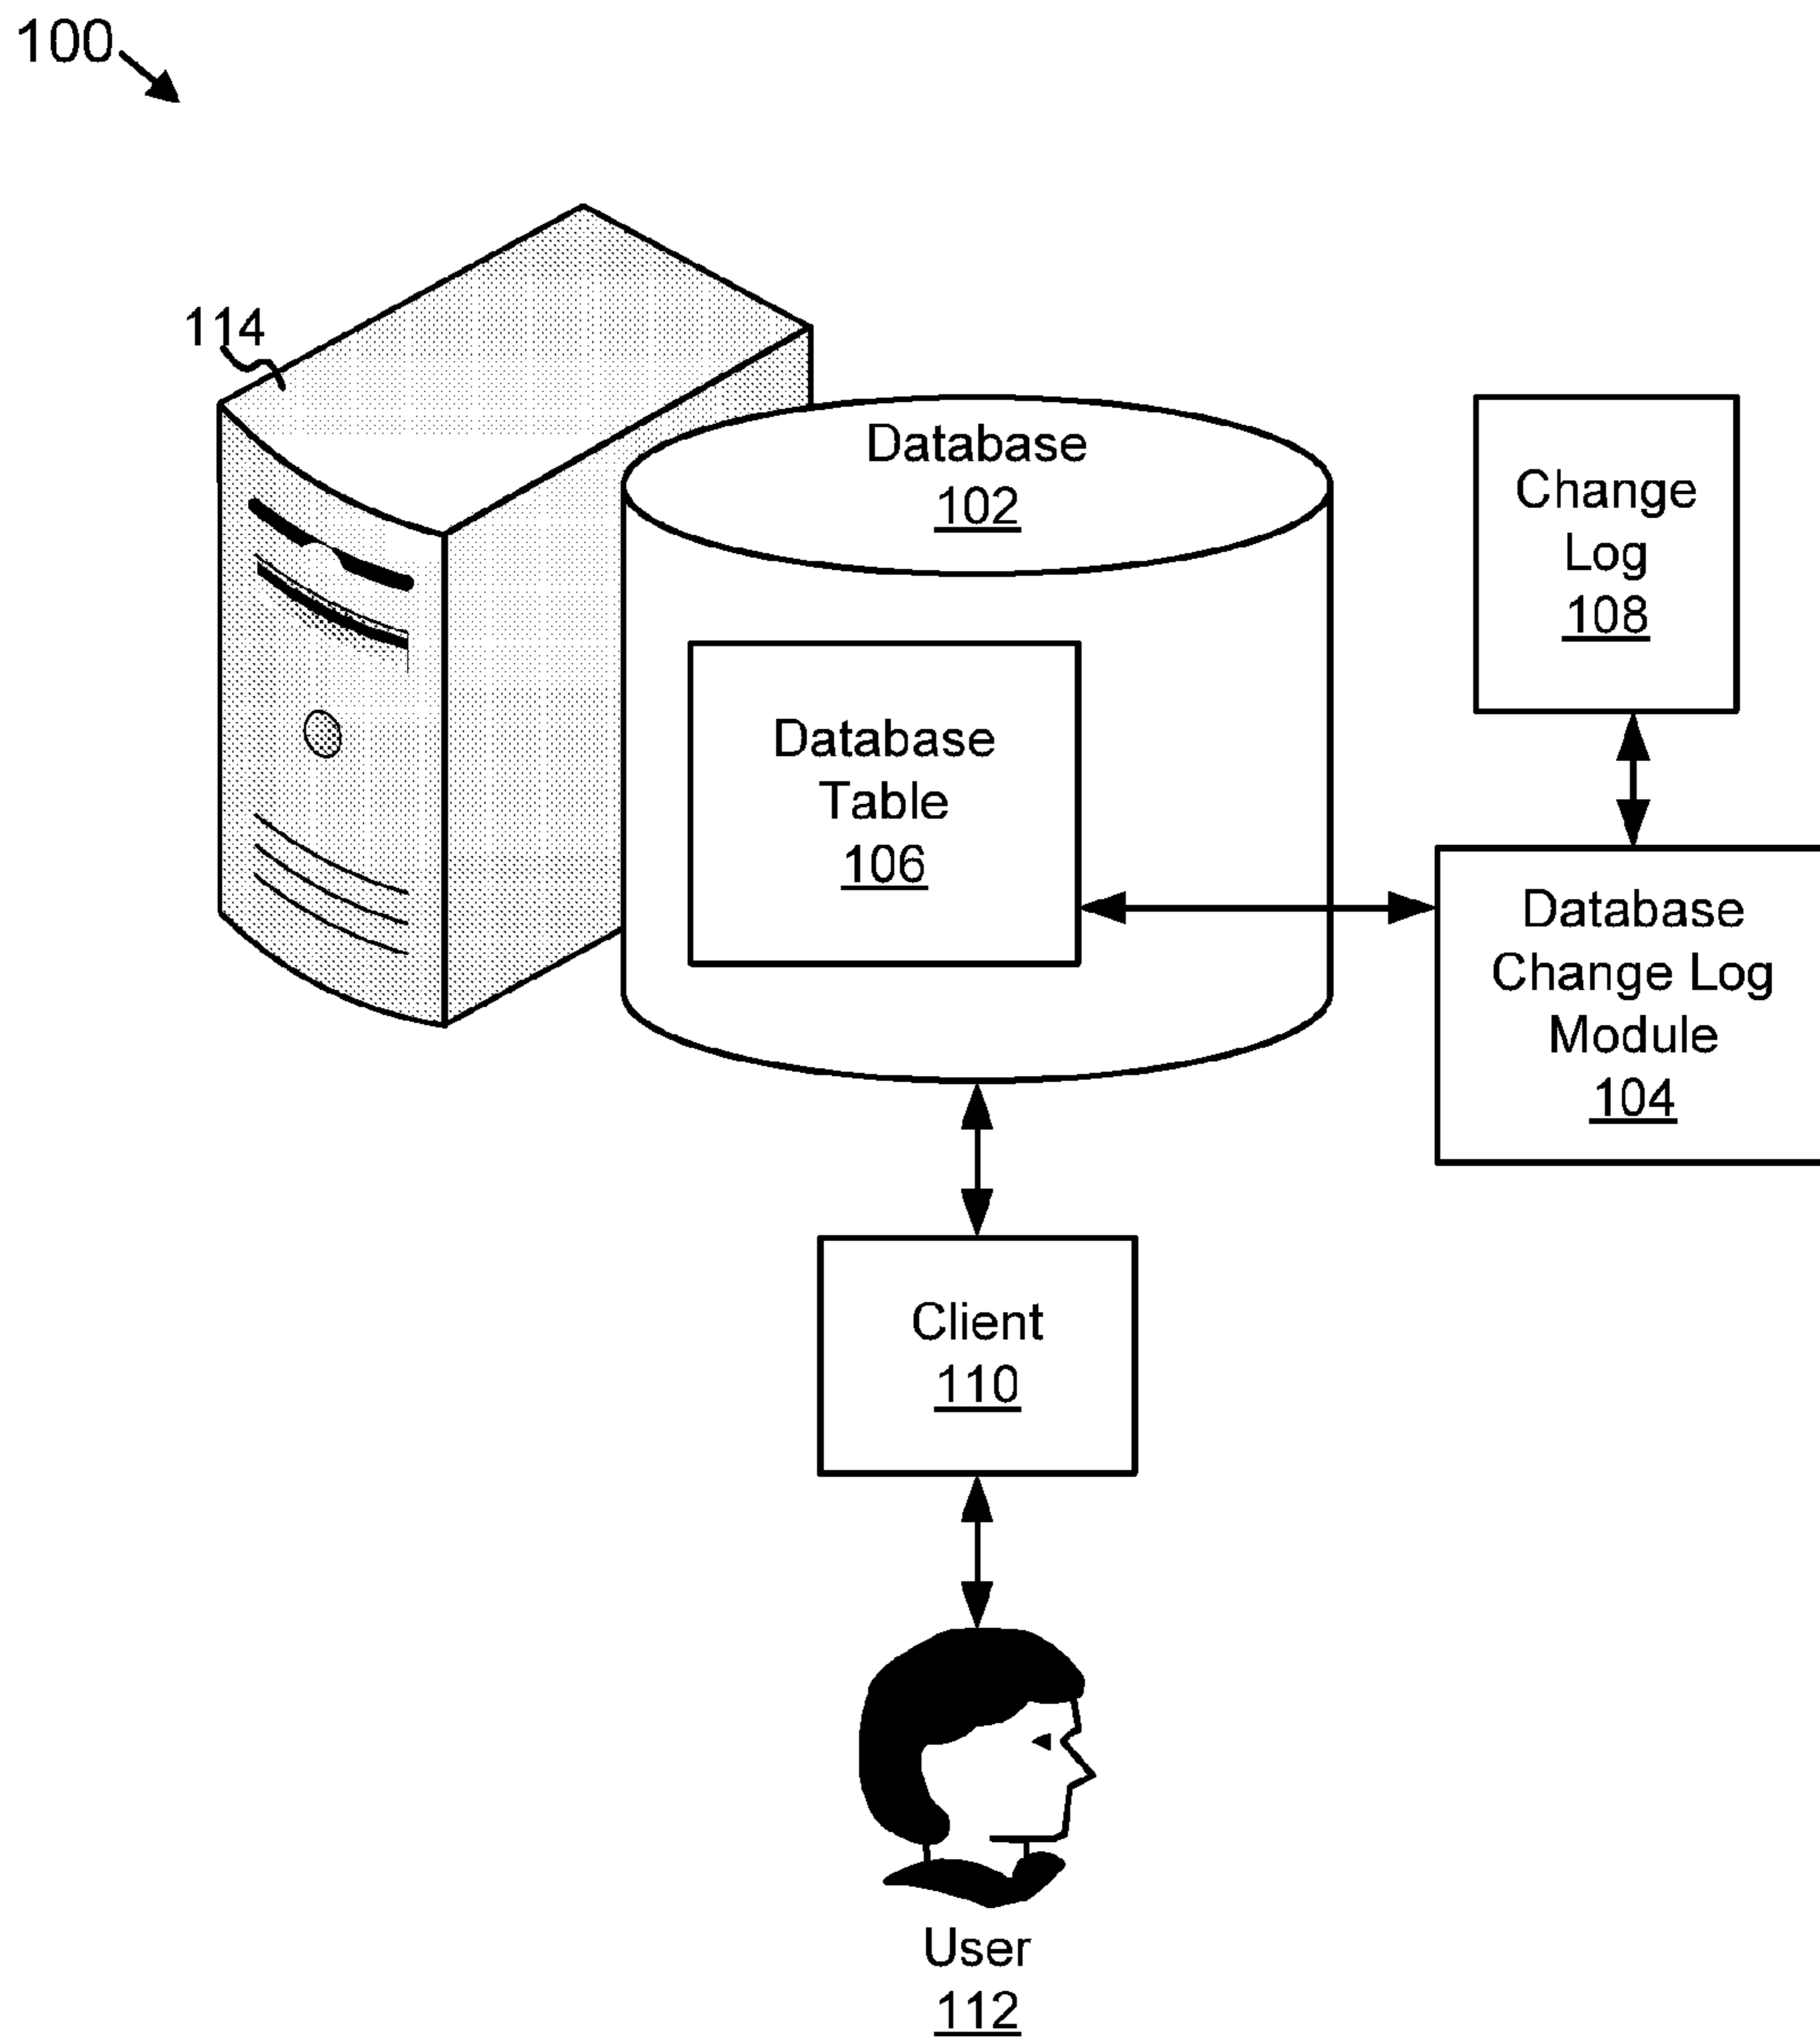 100
114
Database
102
Change
Log
108
Database
Table
106
Database
Change Log
Module
104
Client
110
User
112